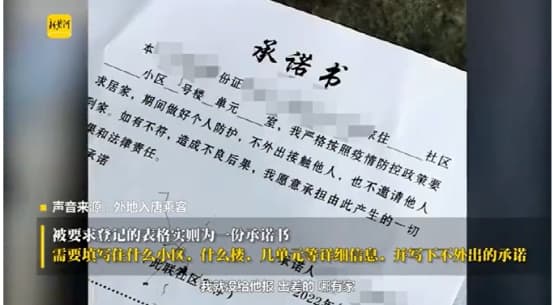 新黄河
承诺书
本 份证 家住 社区
小区 号楼 单元 室,我严格按照疫情防控政策要
求居家,期间做好个人防护,不外出接触他人,也不邀请他人
到家。如有不符,造成不良后果,我愿意承担由此产生的一切
果和法律责任。
承诺
承诺人
2022年
声音来源:外地入唐乘客
被要求登记的表格实则为一份承诺书
需要填写住什么小区、什么楼、几单元等详细信息,并写下不外出的承诺
我就没给他报 出差的 哪有家